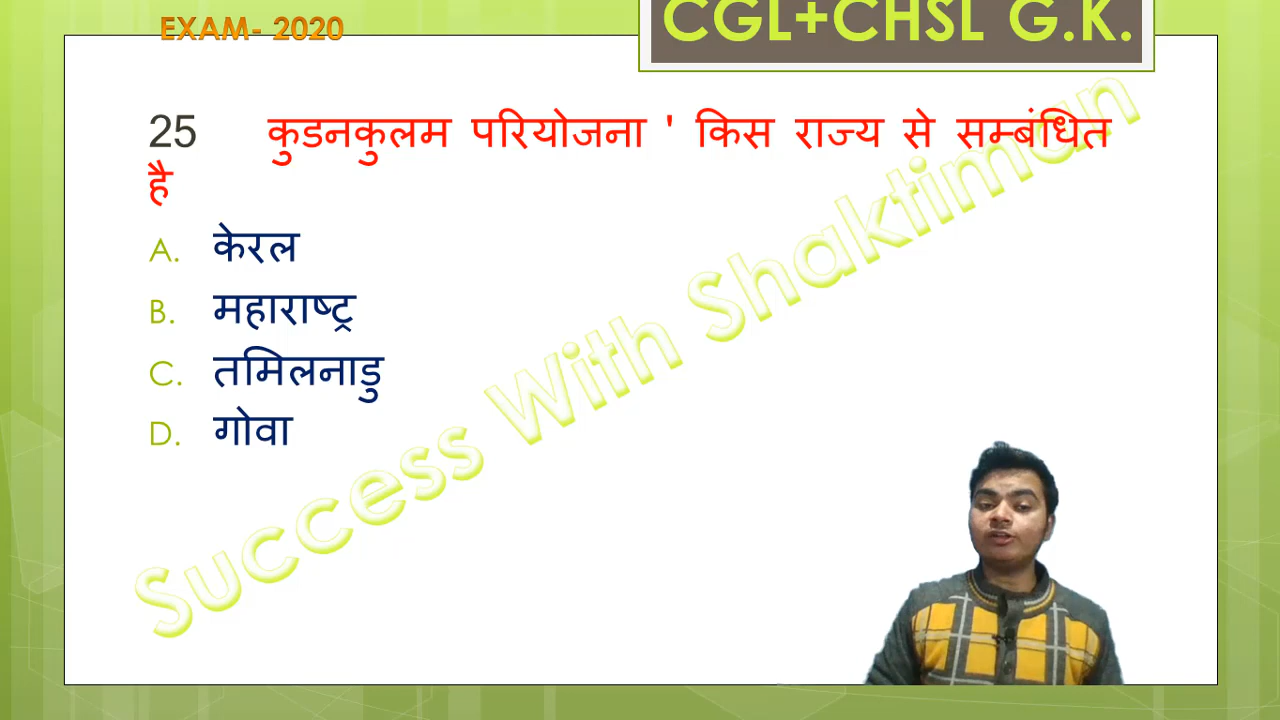 EXAM- 2020
CGL+CHSL G.K.
25 कुडनकुलम परियोजना ' किस राज्य से सम्बंधित
है
A. केरल
B. महाराष्ट्र
C. तमिलनाडु
D. गोवा
Success With Shaktiman